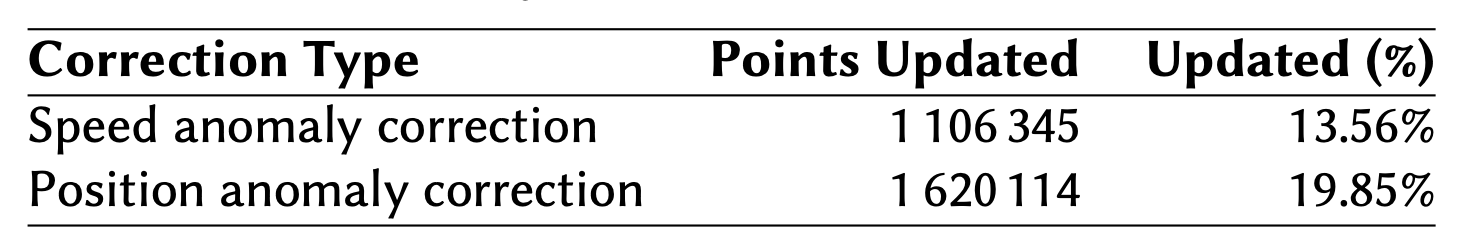 Correction Type Points Updated Updated (%)
Speed anomaly correction 1 106 345 13.56%
Position anomaly correction 1 620 114 19.85%